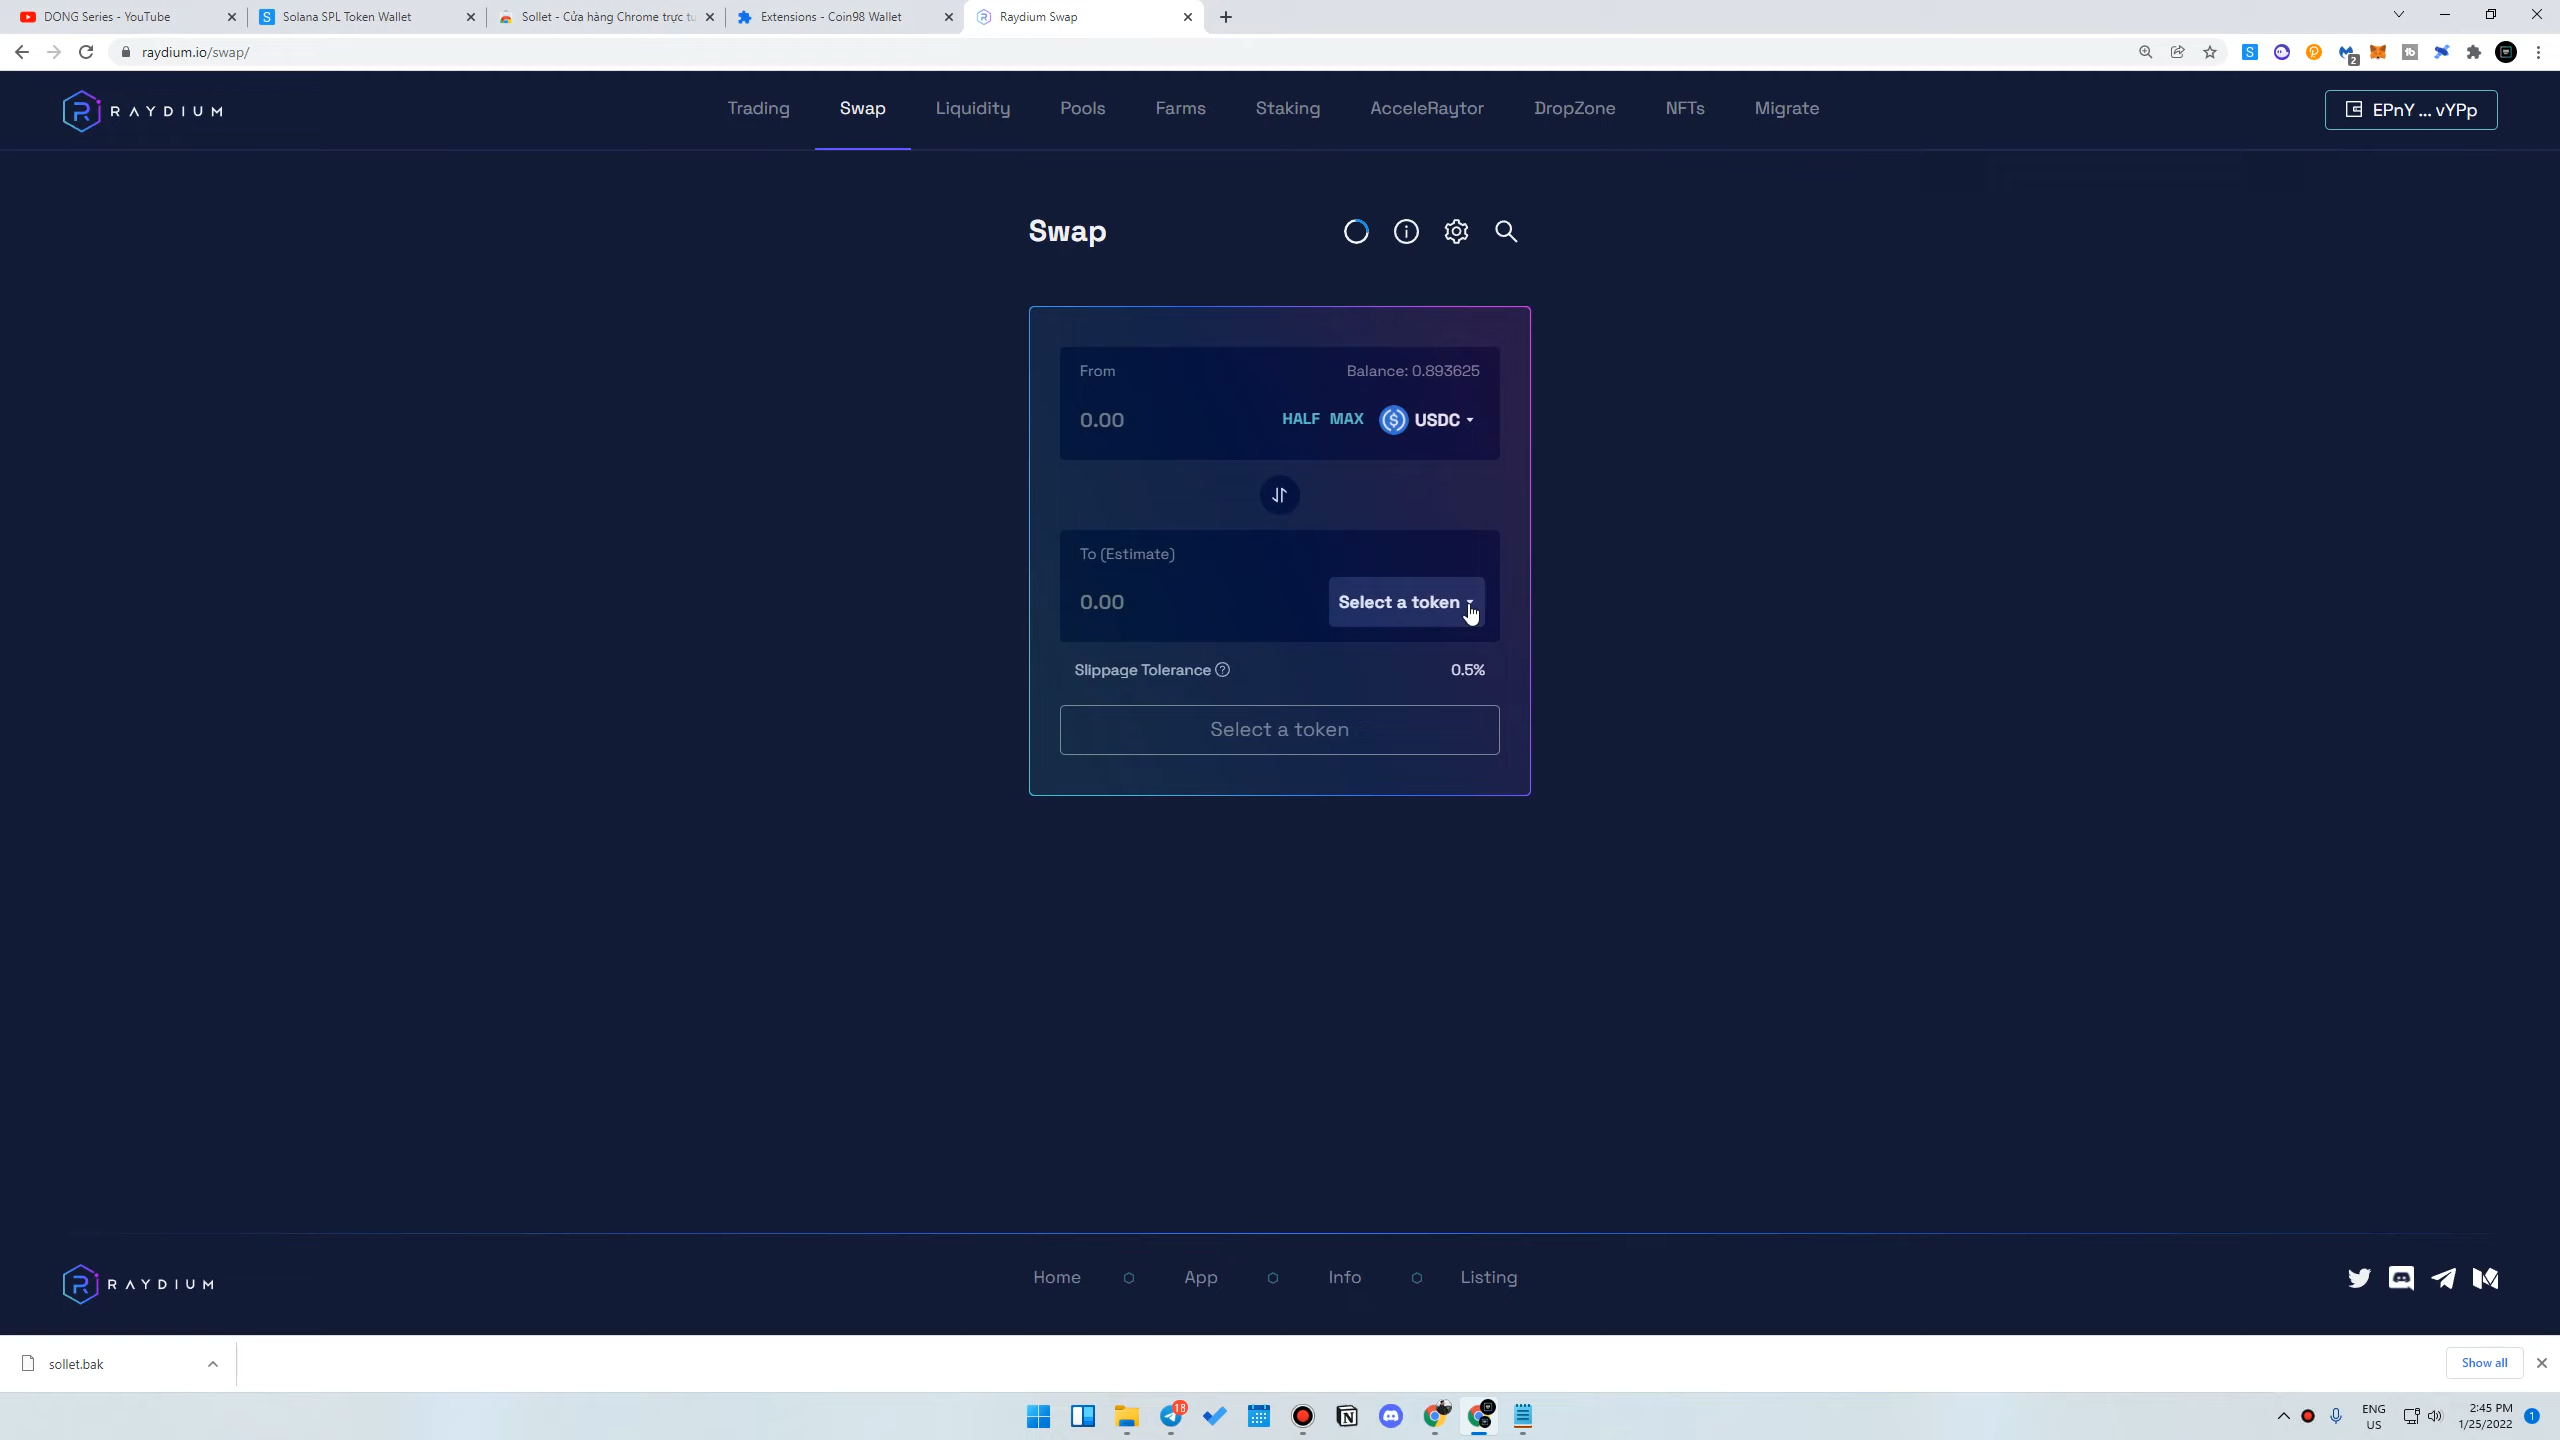 DONG Series - YouTube
Solana SPL Token Wallet
Sollet - Cửa hàng Chrome trực tu
Extensions - Coin98 Wallet
Raydium Swap
raydium.io/swap/
2
RAYDIUM
Trading
Swap
Liquidity
Pools
Farms
Staking
AcceleRaytor
DropZone
NFTs
Migrate
EPnY ... vYPp
Swap
From
Balance: 0.893625
0.00
HALF MAX
USDC
To (Estimate)
0.00
Select a token
Slippage Tolerance
0.5%
Select a token
RAYDIUM
Home
App
Info
Listing
sollet.bak
Show all
18
ENG
US
2:45 PM
1/25/2022
1